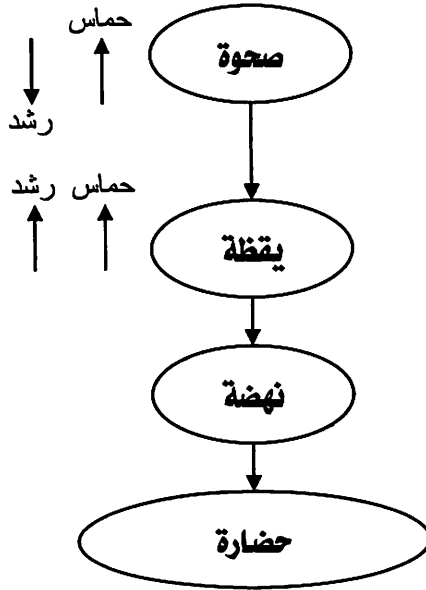 حماس
صحوة
رشد
حماس رشد
يقظة
نهضة
حضارة